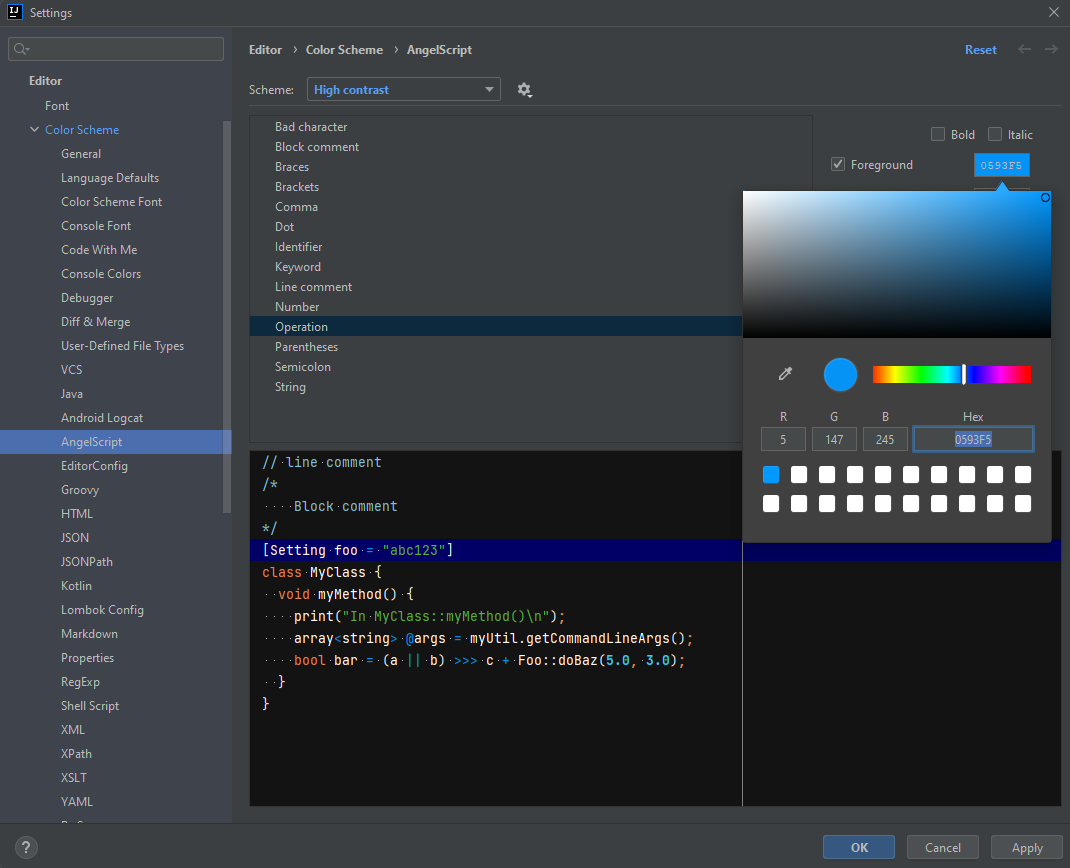 IJ Settings
Editor › Color Scheme › AngelScript Reset
Scheme: High contrast
Editor
Font
Color Scheme
General
Language Defaults
Color Scheme Font
Console Font
Code With Me
Console Colors
Debugger
Diff & Merge
User-Defined File Types
VCS
Java
Android Logcat
AngelScript
EditorConfig
Groovy
HTML
JSON
JSONPath
Kotlin
Lombok Config
Markdown
Properties
RegExp
Shell Script
XML
XPath
XSLT
YAML
Bad character
Block comment
Braces
Brackets
Comma
Dot
Identifier
Keyword
Line comment
Number
Operation
Parentheses
Semicolon
String
Bold Italic
Foreground 0593F5
R G B Hex
5 147 245 0593F5
// line comment
/*
Block comment
*/
[Setting foo = "abc123"]
class MyClass {
void myMethod() {
print("In MyClass::myMethod()\n");
array<string> @args = myUtil.getCommandLineArgs();
bool bar = (a || b) >>> c + Foo::doBaz(5.0, 3.0);
}
}
? OK Cancel Apply